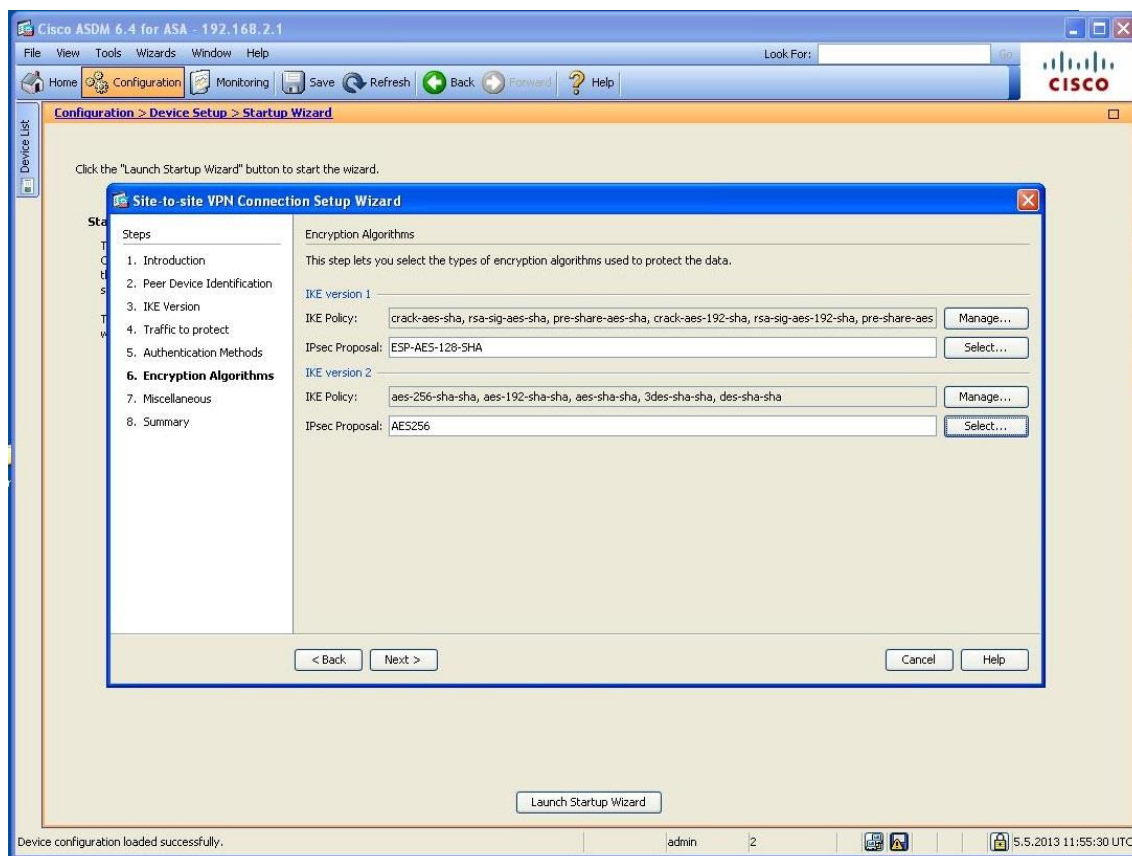 Cisco ASDM 6.4 for ASA - 192.168.2.1
File View Tools Wizards Window Help Look For: Go
Home Configuration Monitoring Save Refresh Back Forward Help
CISCO
Device List
Configuration > Device Setup > Startup Wizard
Click the "Launch Startup Wizard" button to start the wizard.
Site-to-site VPN Connection Setup Wizard
Steps
1. Introduction
2. Peer Device Identification
3. IKE Version
4. Traffic to protect
5. Authentication Methods
6. Encryption Algorithms
7. Miscellaneous
8. Summary
Encryption Algorithms
This step lets you select the types of encryption algorithms used to protect the data.
IKE version 1
IKE Policy: crack-aes-sha, rsa-sig-aes-sha, pre-share-aes-sha, crack-aes-192-sha, rsa-sig-aes-192-sha, pre-share-aes Manage...
IPsec Proposal: ESP-AES-128-SHA Select...
IKE version 2
IKE Policy: aes-256-sha-sha, aes-192-sha-sha, aes-sha-sha, 3des-sha-sha, des-sha-sha Manage...
IPsec Proposal: AES256 Select...
< Back Next > Cancel Help
Launch Startup Wizard
Device configuration loaded successfully. admin 2 5.5.2013 11:55:30 UTC